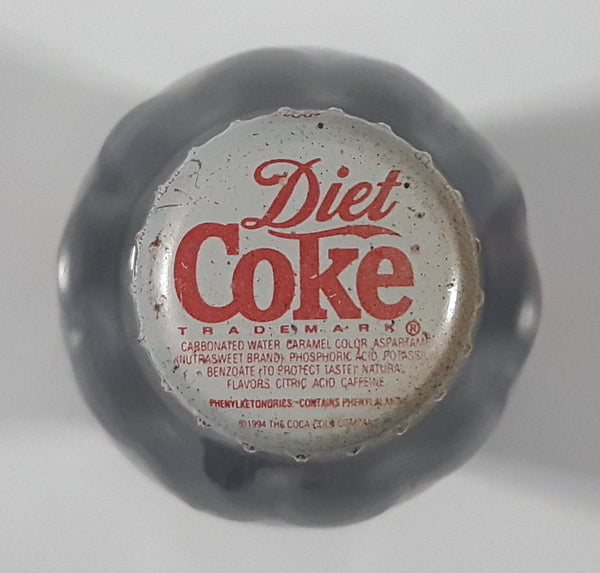 Diet
Coke
TRADEMARK ®
CARBONATED WATER, CARAMEL COLOR, ASPARTAME
(NUTRASWEET BRAND), PHOSPHORIC ACID, POTASSI
BENZOATE (TO PROTECT TASTE), NATURAL
FLAVORS, CITRIC ACID, CAFFEINE.
PHENYLKETONURICS: CONTAINS PHENYLALAN
©1994 THE COCA-COLA COMPANY